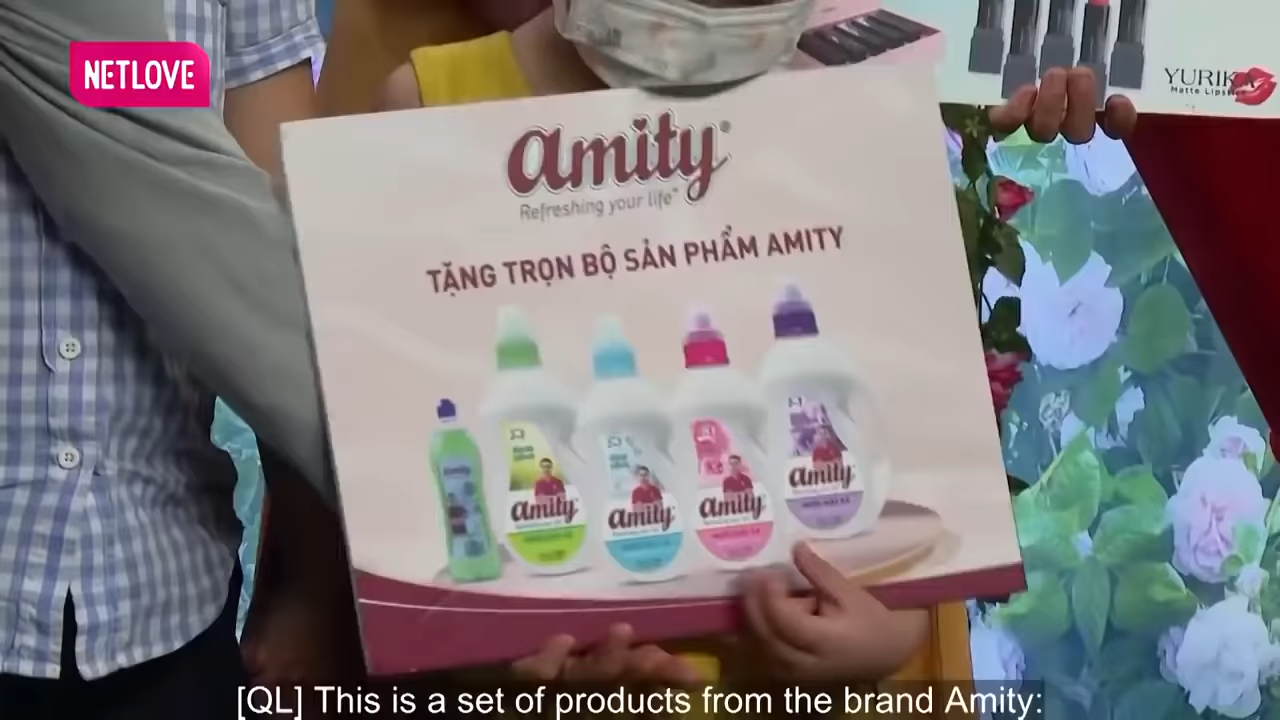 NETLOVE
YURIKA
Matte Lipstick
amity®
Refreshing your life™
TẶNG TRỌN BỘ SẢN PHẨM AMITY
amity
amity
amity
amity
[QL] This is a set of products from the brand Amity: